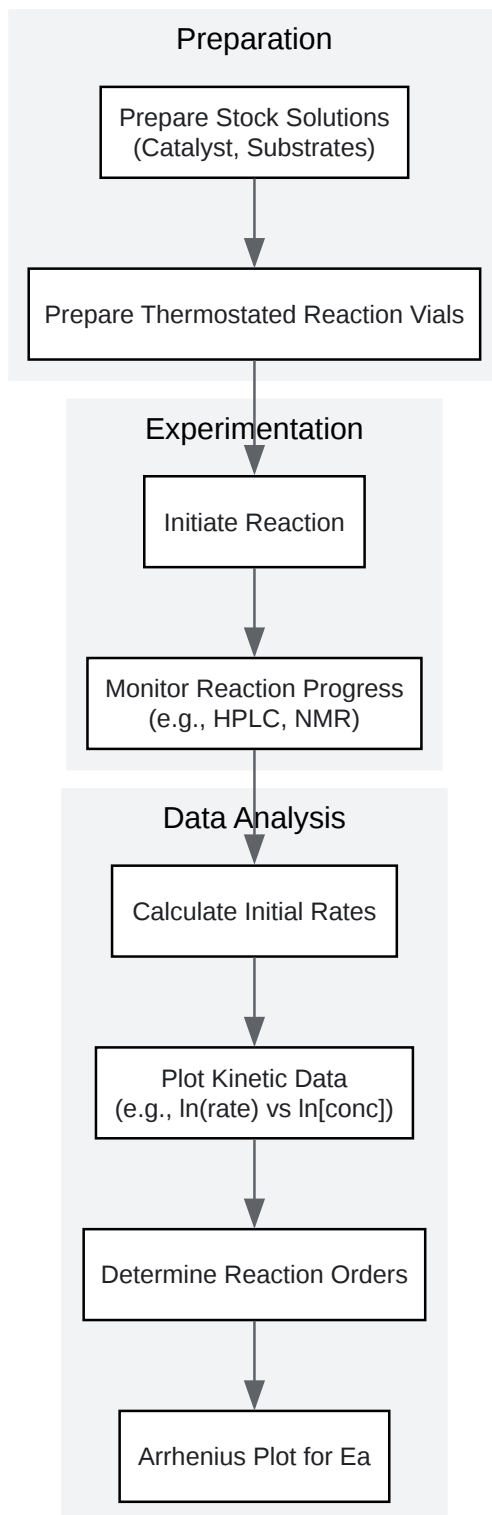 Preparation
Prepare Stock Solutions
(Catalyst, Substrates)
Prepare Thermostated Reaction Vials
Experimentation
Initiate Reaction
Monitor Reaction Progress
(e.g., HPLC, NMR)
Data Analysis
Calculate Initial Rates
Plot Kinetic Data
(e.g., ln(rate) vs ln[conc])
Determine Reaction Orders
Arrhenius Plot for Ea